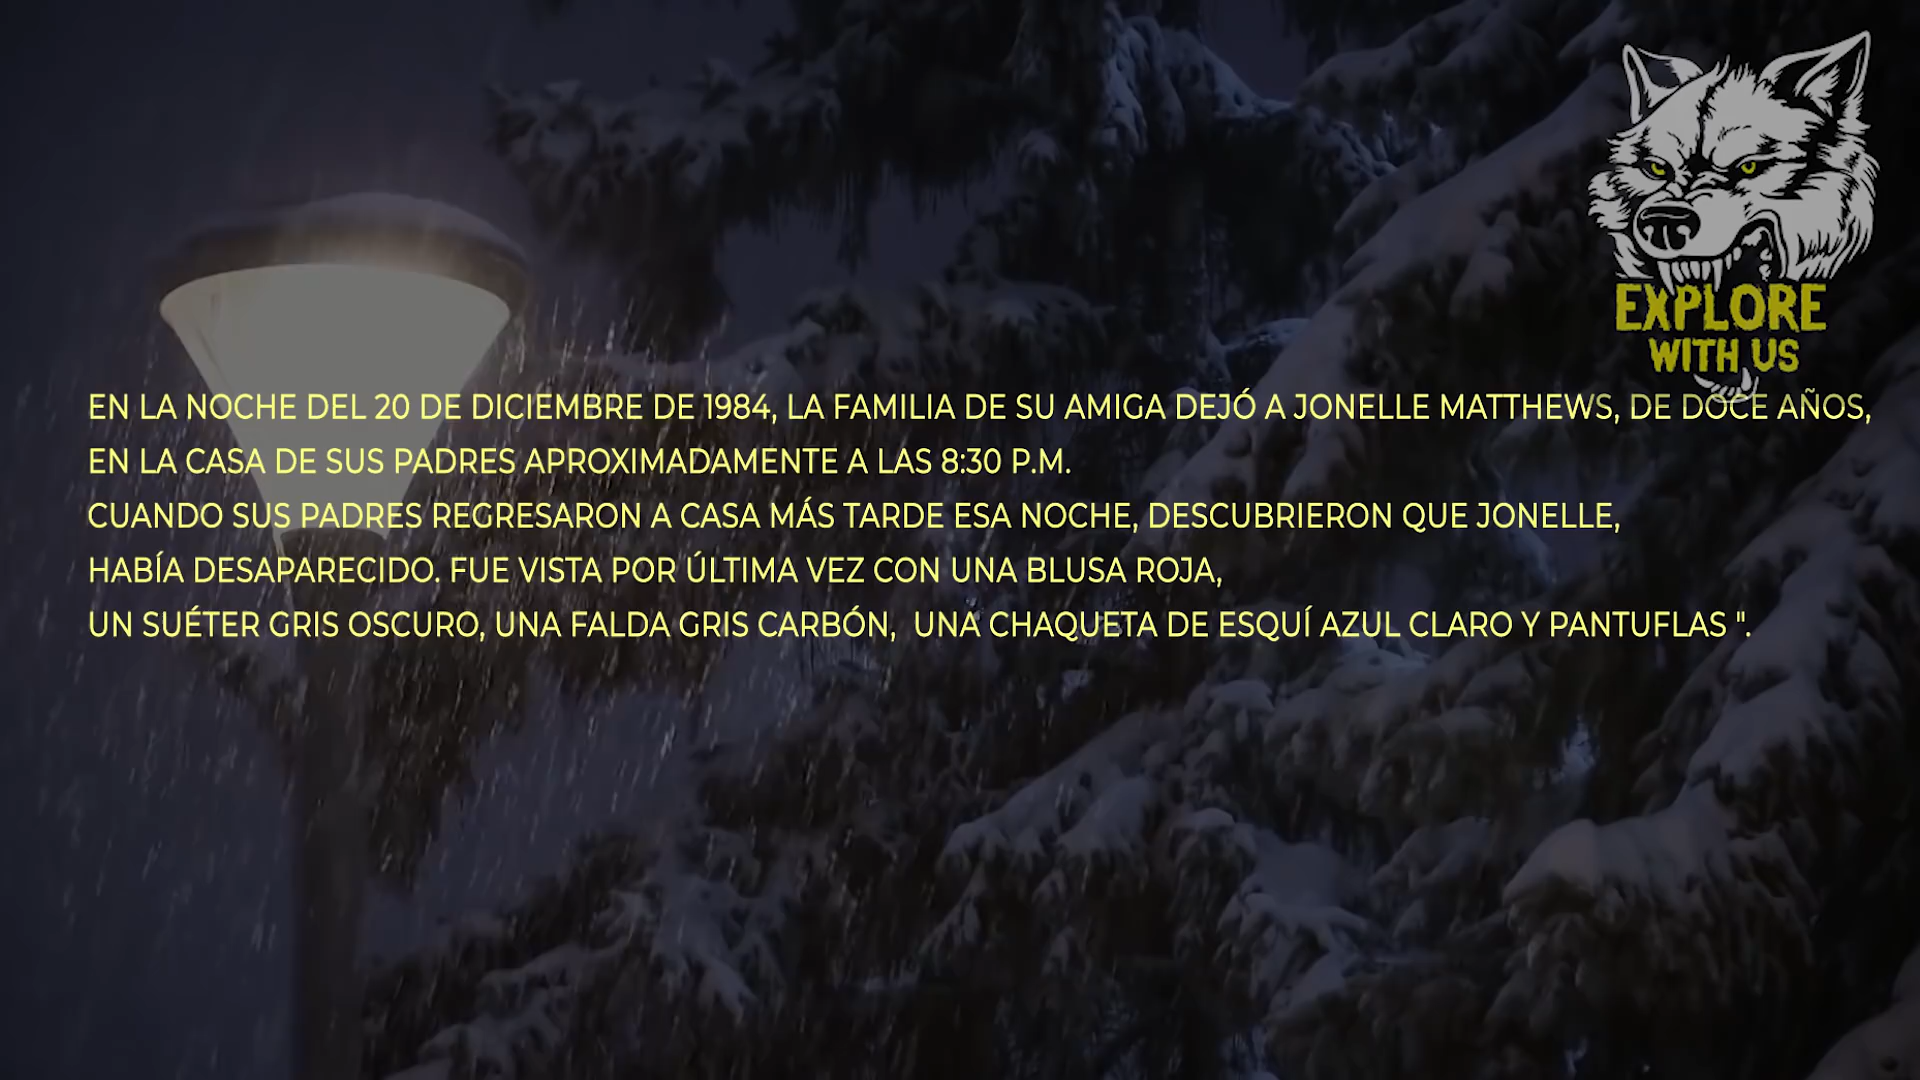 EXPLORE
WITH US
EN LA NOCHE DEL 20 DE DICIEMBRE DE 1984, LA FAMILIA DE SU AMIGA DEJÓ A JONELLE MATTHEWS, DE DOCE AÑOS,
EN LA CASA DE SUS PADRES APROXIMADAMENTE A LAS 8:30 P.M.
CUANDO SUS PADRES REGRESARON A CASA MÁS TARDE ESA NOCHE, DESCUBRIERON QUE JONELLE,
HABÍA DESAPARECIDO. FUE VISTA POR ÚLTIMA VEZ CON UNA BLUSA ROJA,
UN SUÉTER GRIS OSCURO, UNA FALDA GRIS CARBÓN,  UNA CHAQUETA DE ESQUÍ AZUL CLARO Y PANTUFLAS ".